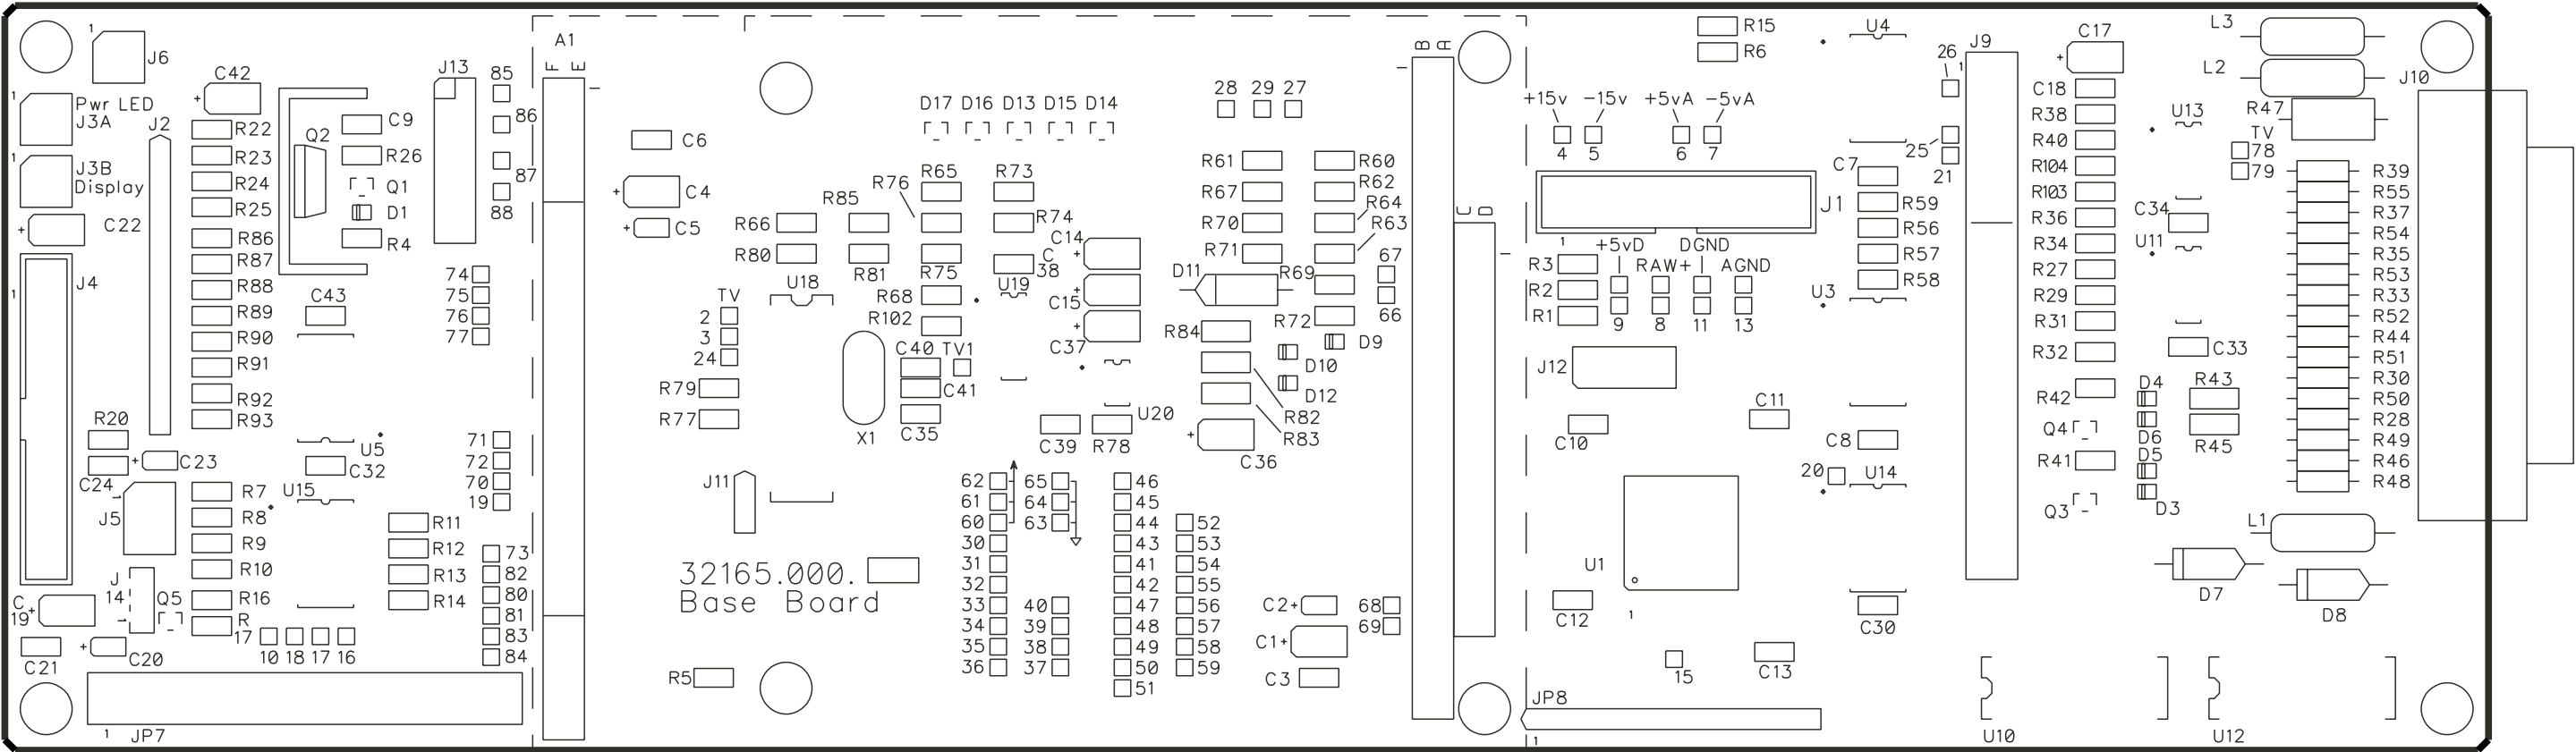 1
J6
1
Pwr LED
J3A
1
J3B
Display
C22
+
1
J4
J2
C42
+
R22
R23
R24
R25
R86
R87
R88
R89
R90
R91
R92
R93
Q2
C9
R26
Q1
D1
R4
C43
J13
85
86
87
88
74
75
76
77
R20
C24
+
C23
U5
C32
U15
J5
R7
R8
R9
R10
R16
R
17
J
14
Q5
C
19
+
C21
+
C20
R11
R12
R13
R14
71
72
70
19
73
82
80
81
83
84
10 18 17 16
1
JP7
A1
F E
C6
+
C4
+
C5
R85
R66
R80
R81
R76
R65
R75
R68
R102
R73
R74
C
38
U19
U18
TV
2
3
24
R79
R77
X1
C40
TV1
C41
C35
D17 D16 D13 D15 D14
C14
+
C15
+
C37
+
C39
R78
U20
28 29 27
R61
R67
R70
R71
R60
R62
R64
R63
R69
D11
67
66
R72
R84
D9
D10
D12
R82
R83
+
C36
J11
32165.000.
Base Board
R5
62
61
60
30
31
32
33
34
35
36
65
64
63
40
39
38
37
46
45
44
43
41
42
47
48
49
50
51
52
53
54
55
56
57
58
59
C2+
C1+
C3
68
69
B A
C D
R15
R6
+15v -15v +5vA -5vA
4 5 6 7
J1
1
+5vD DGND
RAW+ AGND
R3
R2
R1
9 8 11 13
J12
C10
C11
U1
1
C12
15
C13
JP8
1
U4
C7
R59
R56
R57
R58
U3
C8
20
U14
C30
26
1
J9
25
21
C17
+
C18
R38
R40
R104
R103
R36
R34
R27
R29
R31
R32
R42
Q4
R41
Q3
U13
C34
U11
C33
D4
D6
D5
D3
R43
R45
L3
L2
R47
TV
78
79
J10
R39
R55
R37
R54
R35
R53
R33
R52
R44
R51
R30
R50
R28
R49
R46
R48
L1
D7
D8
U10
U12